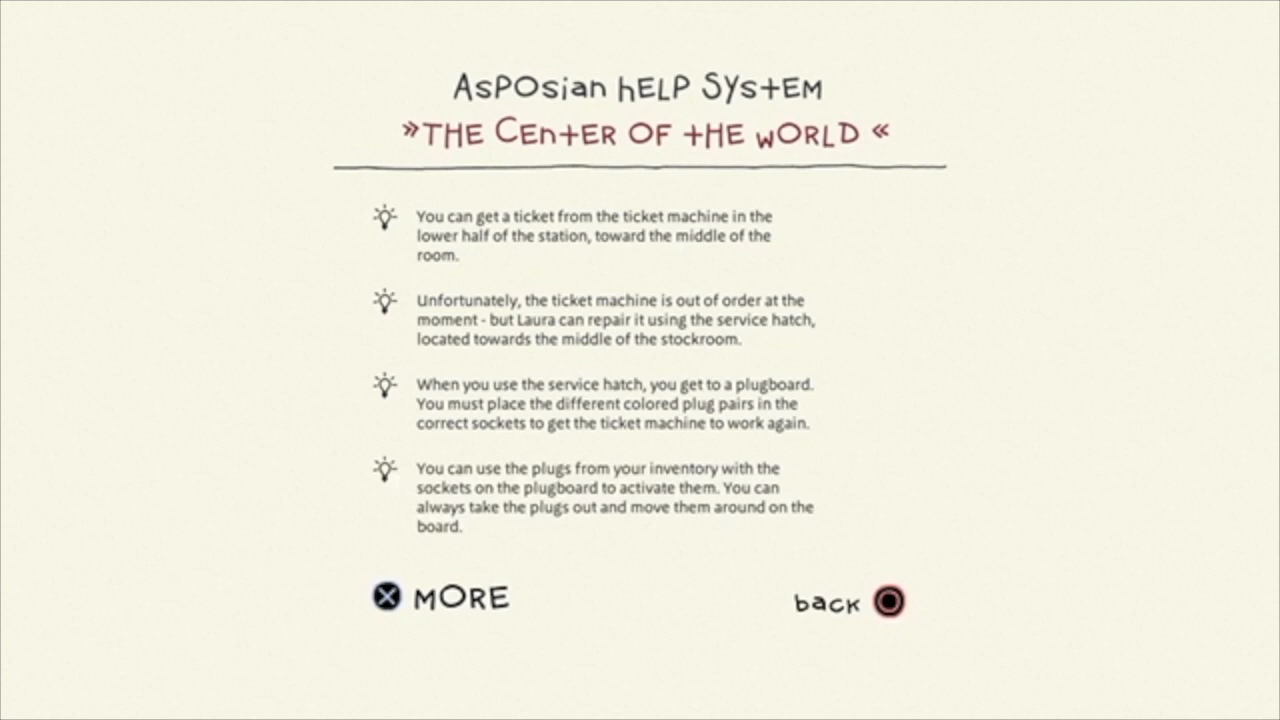 AsPOsian hELP SYstEM
»THE CEntER OF tHE wORLD «
You can get a ticket from the ticket machine in the
lower half of the station, toward the middle of the
room.
Unfortunately, the ticket machine is out of order at the
moment - but Laura can repair it using the service hatch,
located towards the middle of the stockroom.
When you use the service hatch, you get to a plugboard.
You must place the different colored plug pairs in the
correct sockets to get the ticket machine to work again.
You can use the plugs from your inventory with the
sockets on the plugboard to activate them. You can
always take the plugs out and move them around on the
board.
MORE
back